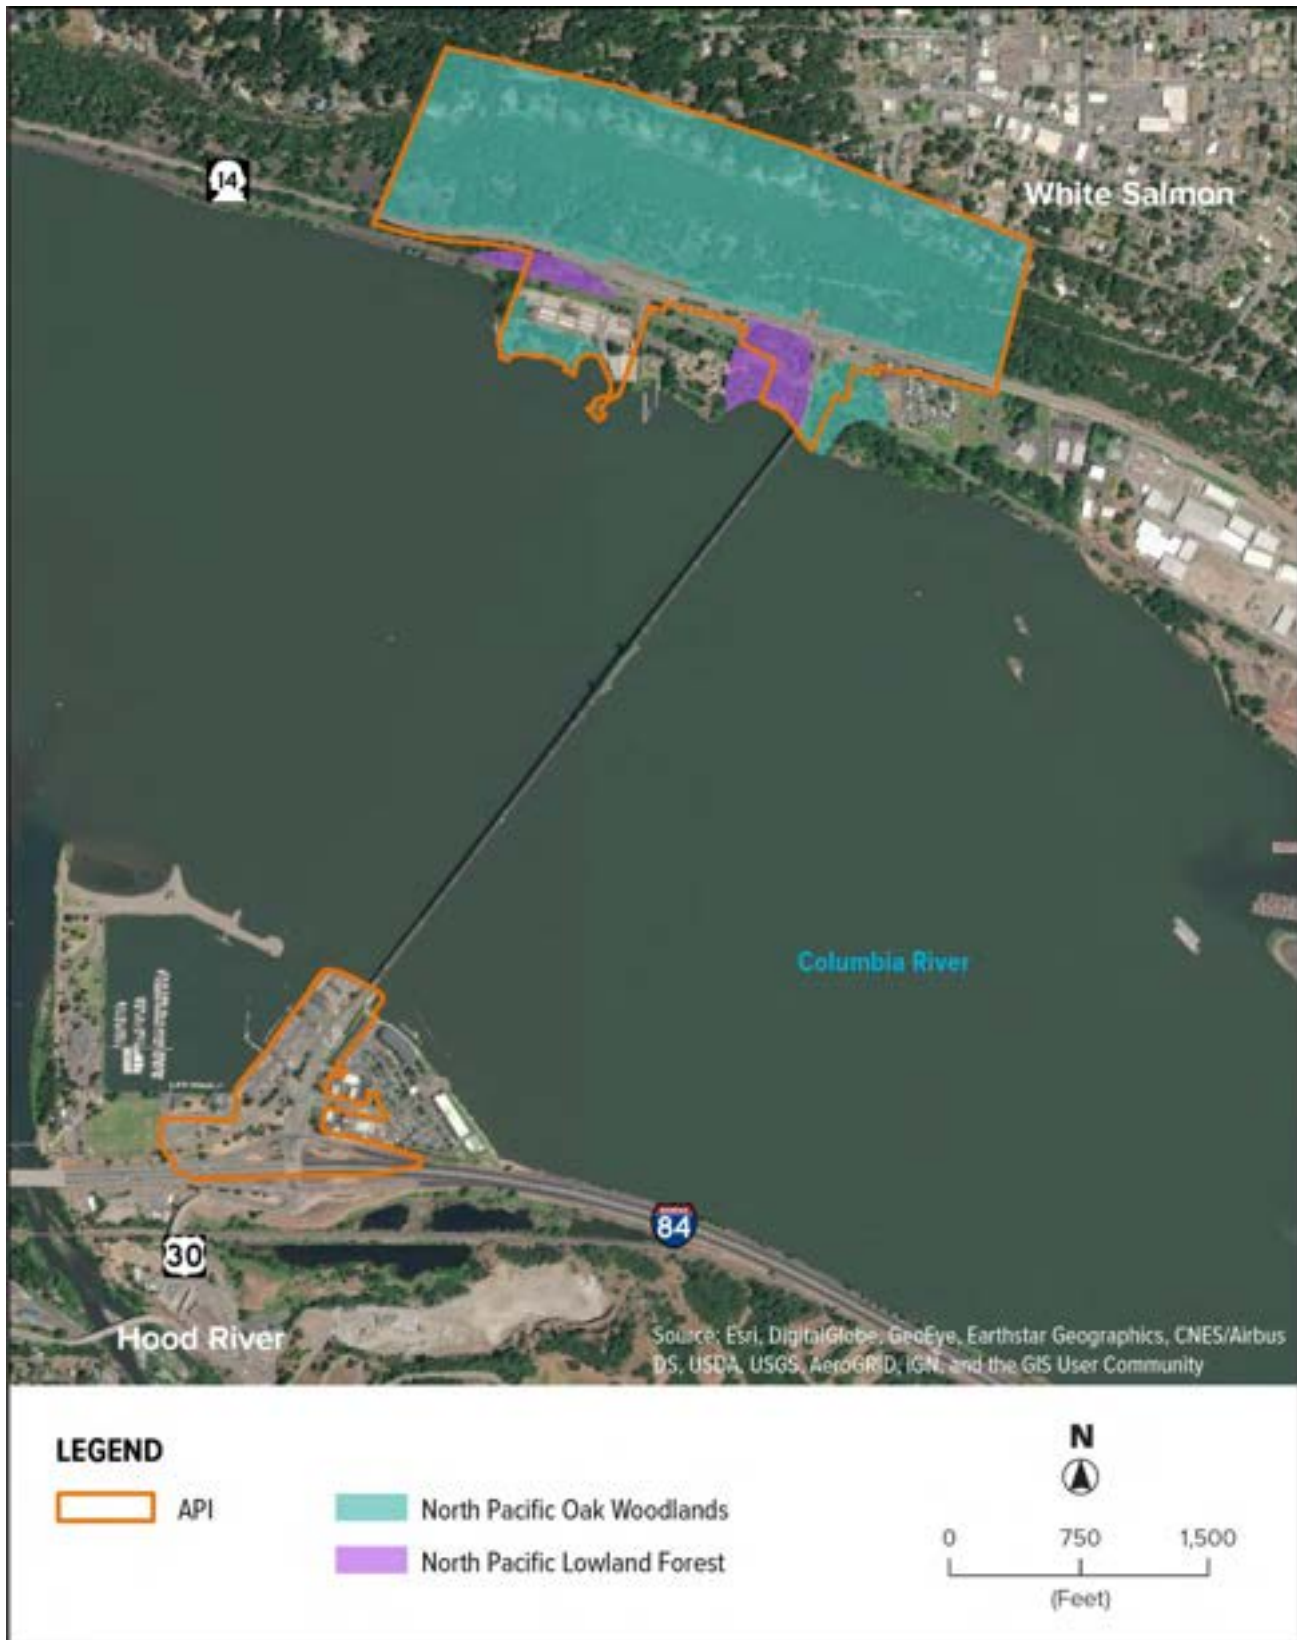 14
White Salmon
Columbia River
84
30
Hood River
Source: Esri, DigitalGlobe, GeoEye, Earthstar Geographics, CNES/Airbus
DS, USDA, USGS, AeroGRID, IGN, and the GIS User Community
LEGEND
API
North Pacific Oak Woodlands
North Pacific Lowland Forest
N
0 750 1,500
(Feet)